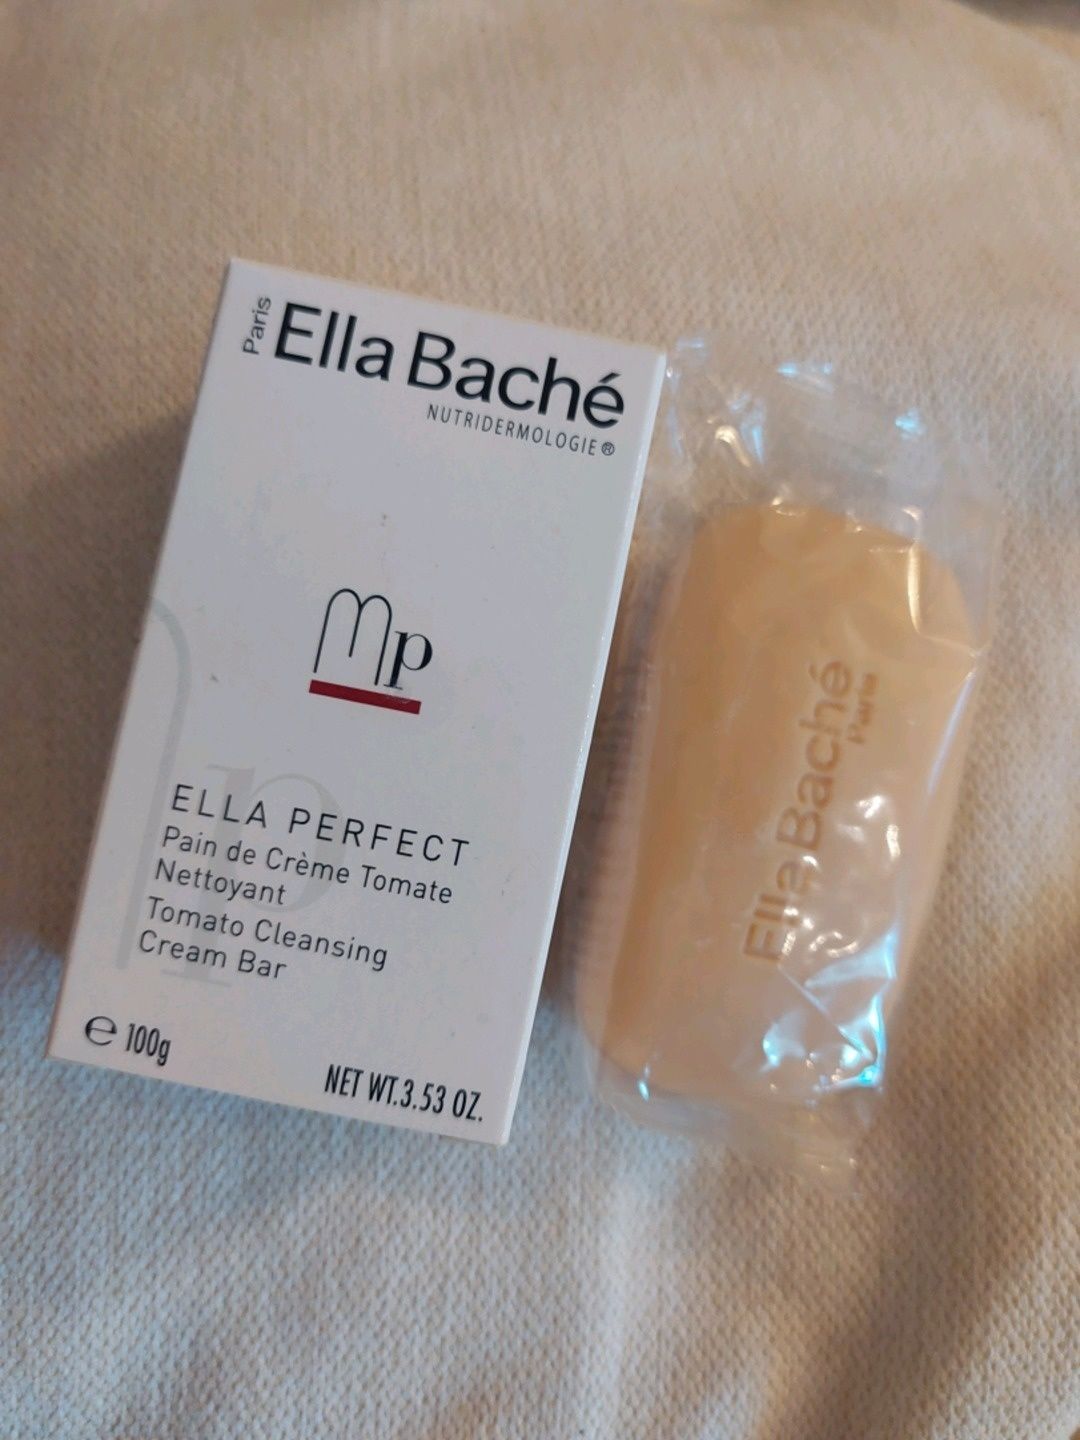 Paris
Ella Baché
NUTRIDERMOLOGIE®
mp
ELLA PERFECT
Pain de Crème Tomate
Nettoyant
Tomato Cleansing
Cream Bar
℮ 100g
NET WT.3.53 OZ.
Ella Baché
Paris